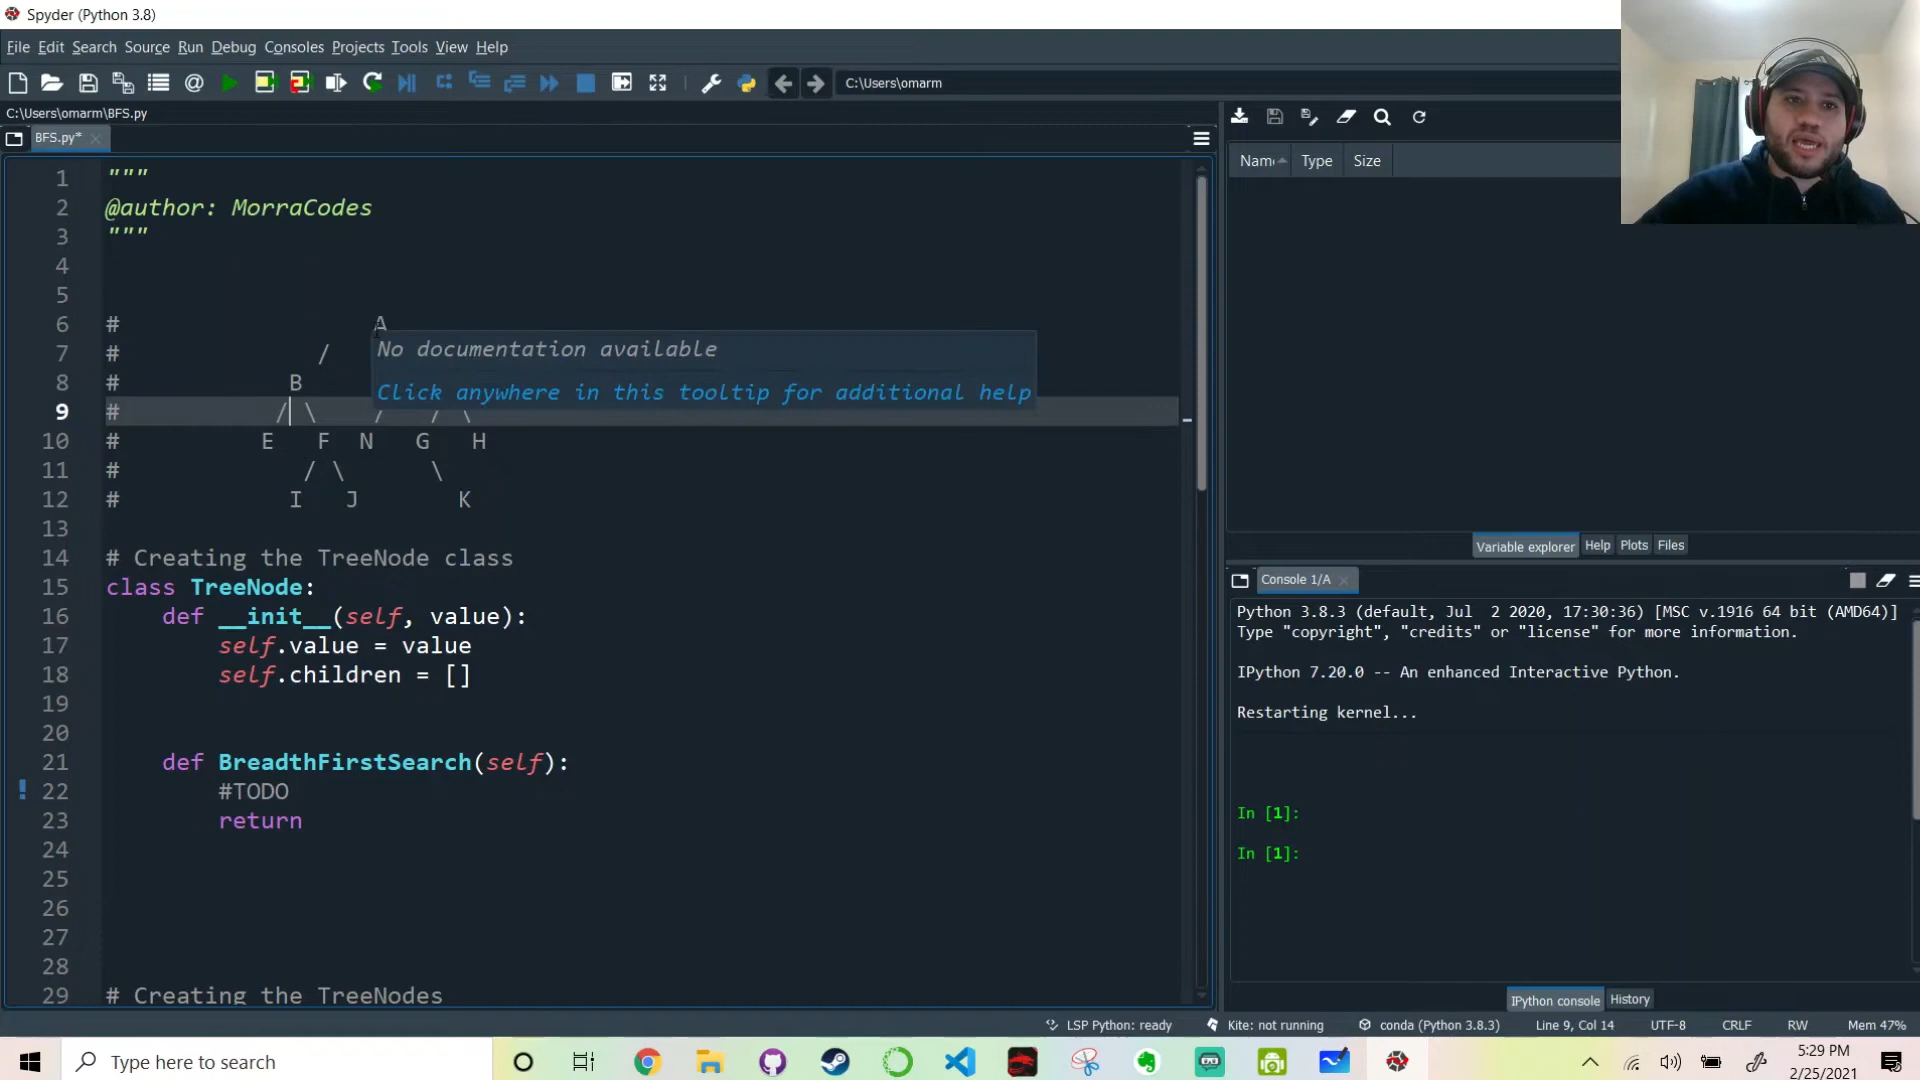 Spyder (Python 3.8)
File Edit Search Source Run Debug Consoles Projects Tools View Help
C:\Users\omarm
C:\Users\omarm\BFS.py
BFS.py*
1 """
2 @author: MorraCodes
3 """
4
5
6 # A
7 # /
8 # B
9 # / \ / / \
10 # E F N G H
11 # / \ \
12 # I J K
13
14 # Creating the TreeNode class
15 class TreeNode:
16 def __init__(self, value):
17 self.value = value
18 self.children = []
19
20
21 def BreadthFirstSearch(self):
22 #TODO
23 return
24
25
26
27
28
29 # Creating the TreeNodes
No documentation available
Click anywhere in this tooltip for additional help
Name Type Size
Variable explorer Help Plots Files
Console 1/A
Python 3.8.3 (default, Jul 2 2020, 17:30:36) [MSC v.1916 64 bit (AMD64)]
Type "copyright", "credits" or "license" for more information.
IPython 7.20.0 -- An enhanced Interactive Python.
Restarting kernel...
In [1]:
In [1]:
IPython console History
LSP Python: ready Kite: not running conda (Python 3.8.3) Line 9, Col 14 UTF-8 CRLF RW Mem 47%
Type here to search
5:29 PM
2/25/2021